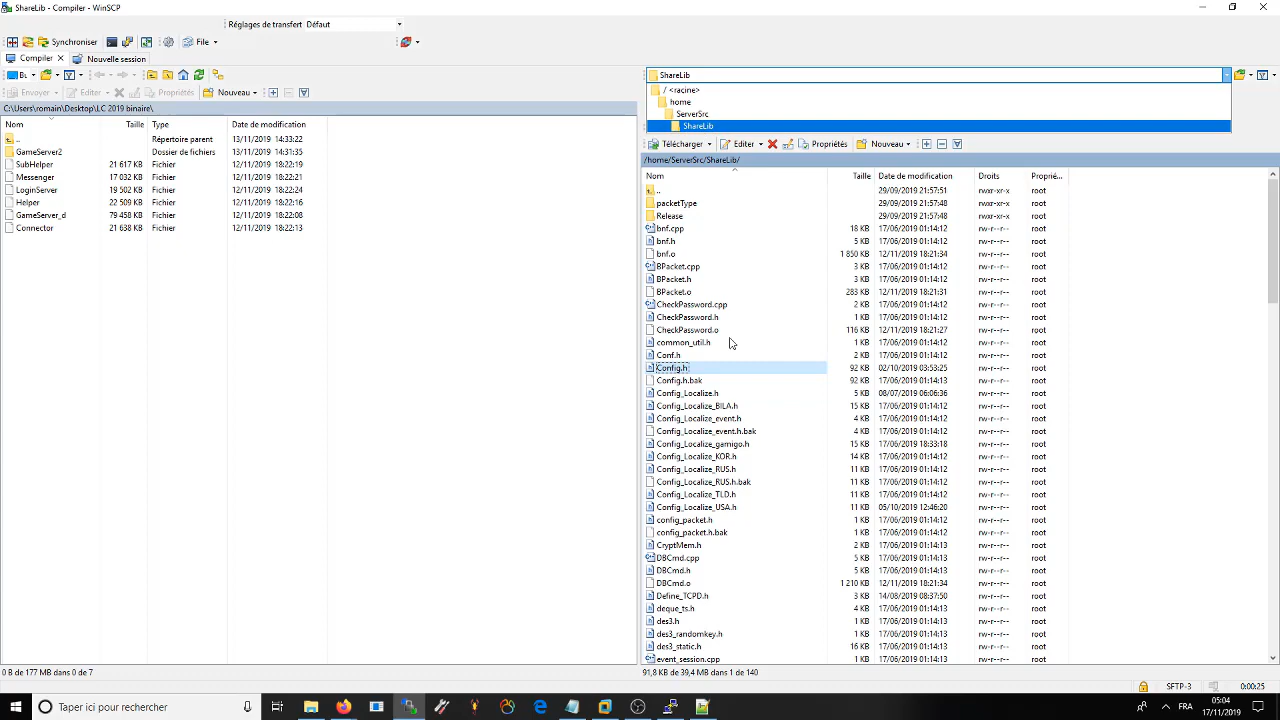 ShareLib - Compiler - WinSCP
Réglages de transfert Défaut
Synchroniser File
Compiler Nouvelle session
Envoyer Editer Propriétés Nouveau
C:\Users\romain\Desktop\LC 2019 binaire\
Nom Taille Type Date de modification
.. Répertoire parent 13/11/2019 14:33:22
GameServer2 Dossier de fichiers 13/11/2019 14:31:35
SubHelper 21 617 KB Fichier 12/11/2019 18:22:19
Messenger 17 032 KB Fichier 12/11/2019 18:22:21
LoginServer 19 502 KB Fichier 12/11/2019 18:22:24
Helper 22 509 KB Fichier 12/11/2019 18:22:16
GameServer_d 79 458 KB Fichier 12/11/2019 18:22:08
Connector 21 638 KB Fichier 12/11/2019 18:22:13
0 B de 177 MB dans 0 de 7
ShareLib
/ <racine>
home
ServerSrc
ShareLib
Télécharger Editer Propriétés Nouveau
/home/ServerSrc/ShareLib/
Nom Taille Date de modification Droits Proprié...
.. 29/09/2019 21:57:51 rwxr-xr-x root
packetType 29/09/2019 21:57:48 rwxr-xr-x root
Release 29/09/2019 21:57:48 rwxr-xr-x root
bnf.cpp 18 KB 17/06/2019 01:14:12 rw-r--r-- root
bnf.h 5 KB 17/06/2019 01:14:12 rw-r--r-- root
bnf.o 1 850 KB 12/11/2019 18:21:34 rw-r--r-- root
BPacket.cpp 3 KB 17/06/2019 01:14:12 rw-r--r-- root
BPacket.h 3 KB 17/06/2019 01:14:12 rw-r--r-- root
BPacket.o 283 KB 12/11/2019 18:21:31 rw-r--r-- root
CheckPassword.cpp 2 KB 17/06/2019 01:14:12 rw-r--r-- root
CheckPassword.h 1 KB 17/06/2019 01:14:12 rw-r--r-- root
CheckPassword.o 116 KB 12/11/2019 18:21:27 rw-r--r-- root
common_util.h 1 KB 17/06/2019 01:14:12 rw-r--r-- root
Conf.h 2 KB 17/06/2019 01:14:12 rw-r--r-- root
Config.h 92 KB 02/10/2019 03:53:25 rw-r--r-- root
Config.h.bak 92 KB 17/06/2019 01:14:13 rw-r--r-- root
Config_Localize.h 5 KB 08/07/2019 06:06:36 rw-r--r-- root
Config_Localize_BILA.h 15 KB 17/06/2019 01:14:12 rw-r--r-- root
Config_Localize_event.h 4 KB 17/06/2019 01:14:12 rw-r--r-- root
Config_Localize_event.h.bak 4 KB 17/06/2019 01:14:12 rw-r--r-- root
Config_Localize_gamigo.h 15 KB 17/06/2019 18:33:18 rw-r--r-- root
Config_Localize_KOR.h 14 KB 17/06/2019 01:14:12 rw-r--r-- root
Config_Localize_RUS.h 11 KB 17/06/2019 01:14:12 rw-r--r-- root
Config_Localize_RUS.h.bak 11 KB 17/06/2019 01:14:12 rw-r--r-- root
Config_Localize_TLD.h 11 KB 17/06/2019 01:14:12 rw-r--r-- root
Config_Localize_USA.h 11 KB 05/10/2019 12:46:20 rw-r--r-- root
config_packet.h 1 KB 17/06/2019 01:14:12 rw-r--r-- root
config_packet.h.bak 1 KB 17/06/2019 01:14:12 rw-r--r-- root
CryptMem.h 2 KB 17/06/2019 01:14:13 rw-r--r-- root
DBCmd.cpp 5 KB 17/06/2019 01:14:13 rw-r--r-- root
DBCmd.h 5 KB 17/06/2019 01:14:13 rw-r--r-- root
DBCmd.o 1 210 KB 12/11/2019 18:21:34 rw-r--r-- root
Define_TCPD.h 3 KB 14/08/2019 08:37:50 rw-r--r-- root
deque_ts.h 4 KB 17/06/2019 01:14:13 rw-r--r-- root
des3.h 1 KB 17/06/2019 01:14:13 rw-r--r-- root
des3_randomkey.h 1 KB 17/06/2019 01:14:13 rw-r--r-- root
des3_static.h 16 KB 17/06/2019 01:14:13 rw-r--r-- root
event_session.cpp 1 KB 17/06/2019 01:14:13 rw-r--r-- root
91,8 KB de 39,4 MB dans 1 de 140
SFTP-3 0:00:25
Taper ici pour rechercher
FRA
05:04
17/11/2019